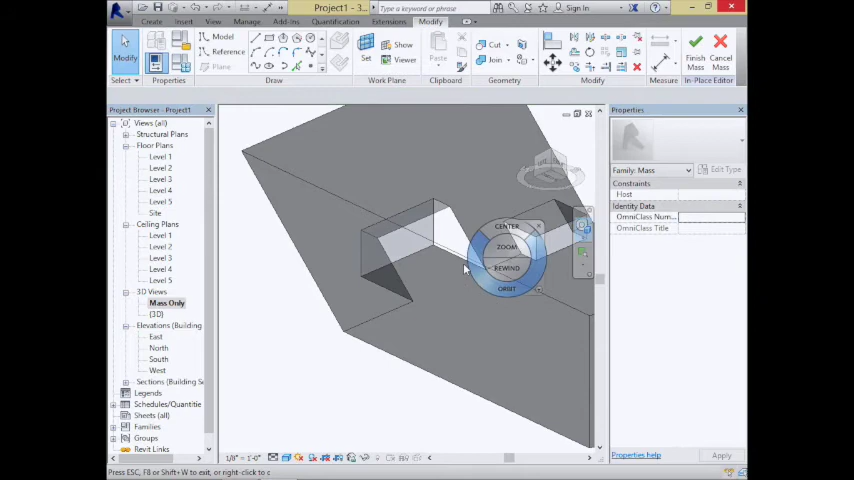 Project1 - 3...
Type a keyword or phrase
Sign In
Create Insert View Manage Add-Ins Quantification Extensions Modify
Modify
Model
Reference
Plane
Set
Show
Viewer
Paste
Cut
Join
Finish Mass
Cancel Mass
Select Draw Work Plane Clipboard Geometry Modify Measure In-Place Editor
Project Browser - Project1
Views (all)
Structural Plans
Floor Plans
Level 1
Level 2
Level 3
Level 4
Level 5
Site
Ceiling Plans
Level 1
Level 2
Level 3
Level 4
Level 5
3D Views
Mass Only
{3D}
Elevations (Building
East
North
South
West
Sections (Building S
Legends
Schedules/Quantitie
Sheets (all)
Families
Groups
Revit Links
CENTER
ZOOM
REWIND
ORBIT
Properties
Family: Mass
Edit Type
Constraints
Host
Identity Data
OmniClass Num...
OmniClass Title
Properties help
Apply
1/8" = 1'-0"
Press ESC, F8 or Shift+W to exit, or right-click to c